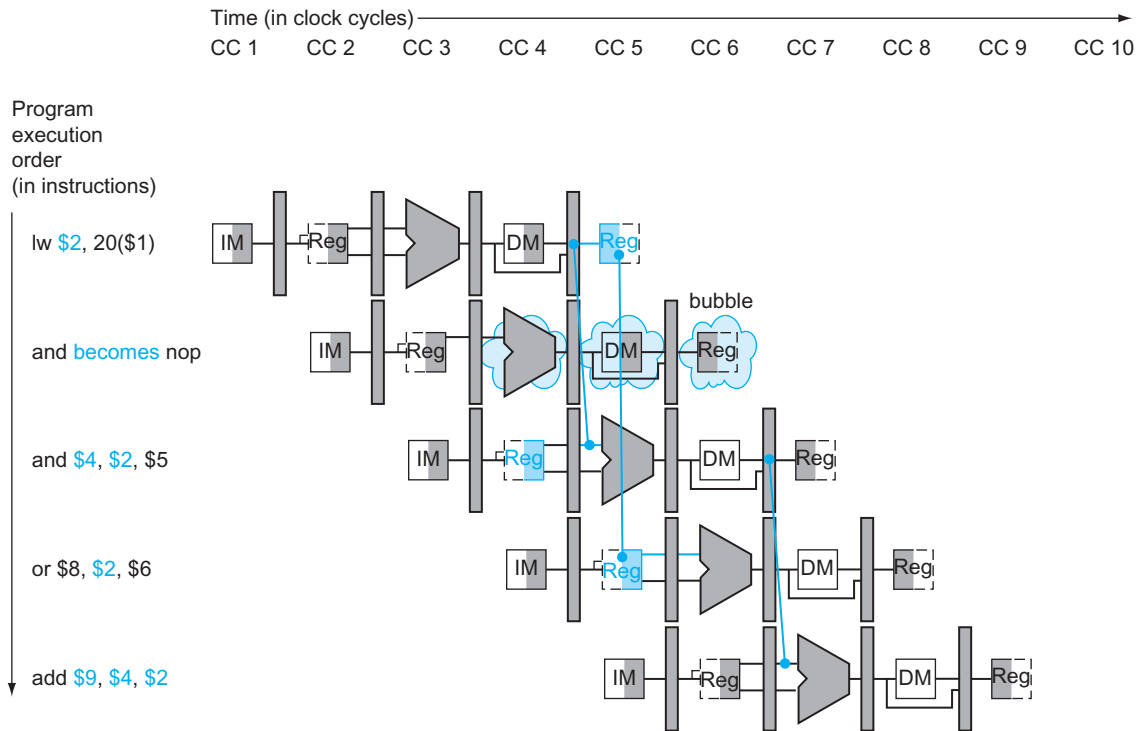 Time (in clock cycles)
CC 1 CC 2 CC 3 CC 4 CC 5 CC 6 CC 7 CC 8 CC 9 CC 10
Program
execution
order
(in instructions)
lw $2, 20($1)
IM Reg DM Reg
bubble
and becomes nop
IM Reg DM Reg
and $4, $2, $5
IM Reg DM Reg
or $8, $2, $6
IM Reg DM Reg
add $9, $4, $2
IM Reg DM Reg